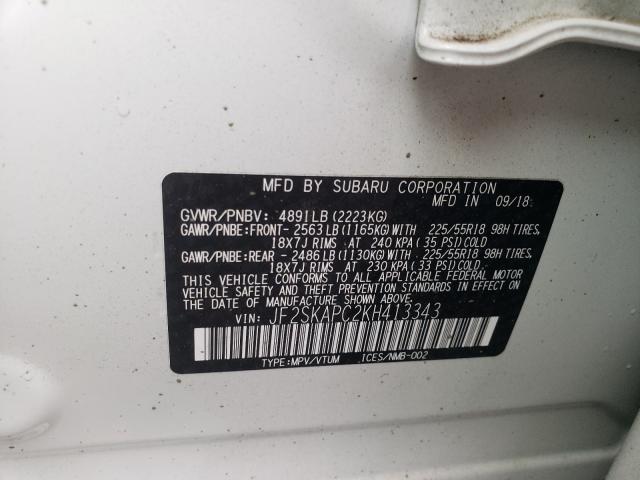 MFD BY SUBARU CORPORATION
MFD IN 09/18
GVWR/PNBV: 4891LB (2223KG)
GAWR/PNBE:FRONT- 2563LB (1165KG)WITH 225/55R18 98H TIRES,
18X7J RIMS AT 240 KPA (35 PSI)COLD
GAWR/PNBE:REAR - 2486LB (1130KG)WITH 225/55R18 98H TIRES,
18X7J RIMS AT 230 KPA (33 PSI)COLD
THIS VEHICLE CONFORMS TO ALL APPLICABLE FEDERAL MOTOR
VEHICLE SAFETY AND THEFT PREVENTION STANDARDS IN EFFECT ON
THE DATE OF MANUFACTURE SHOWN ABOVE.
VIN: JF2SKAPC2KH413343
TYPE:MPV/VTUM ICES/NMB-002